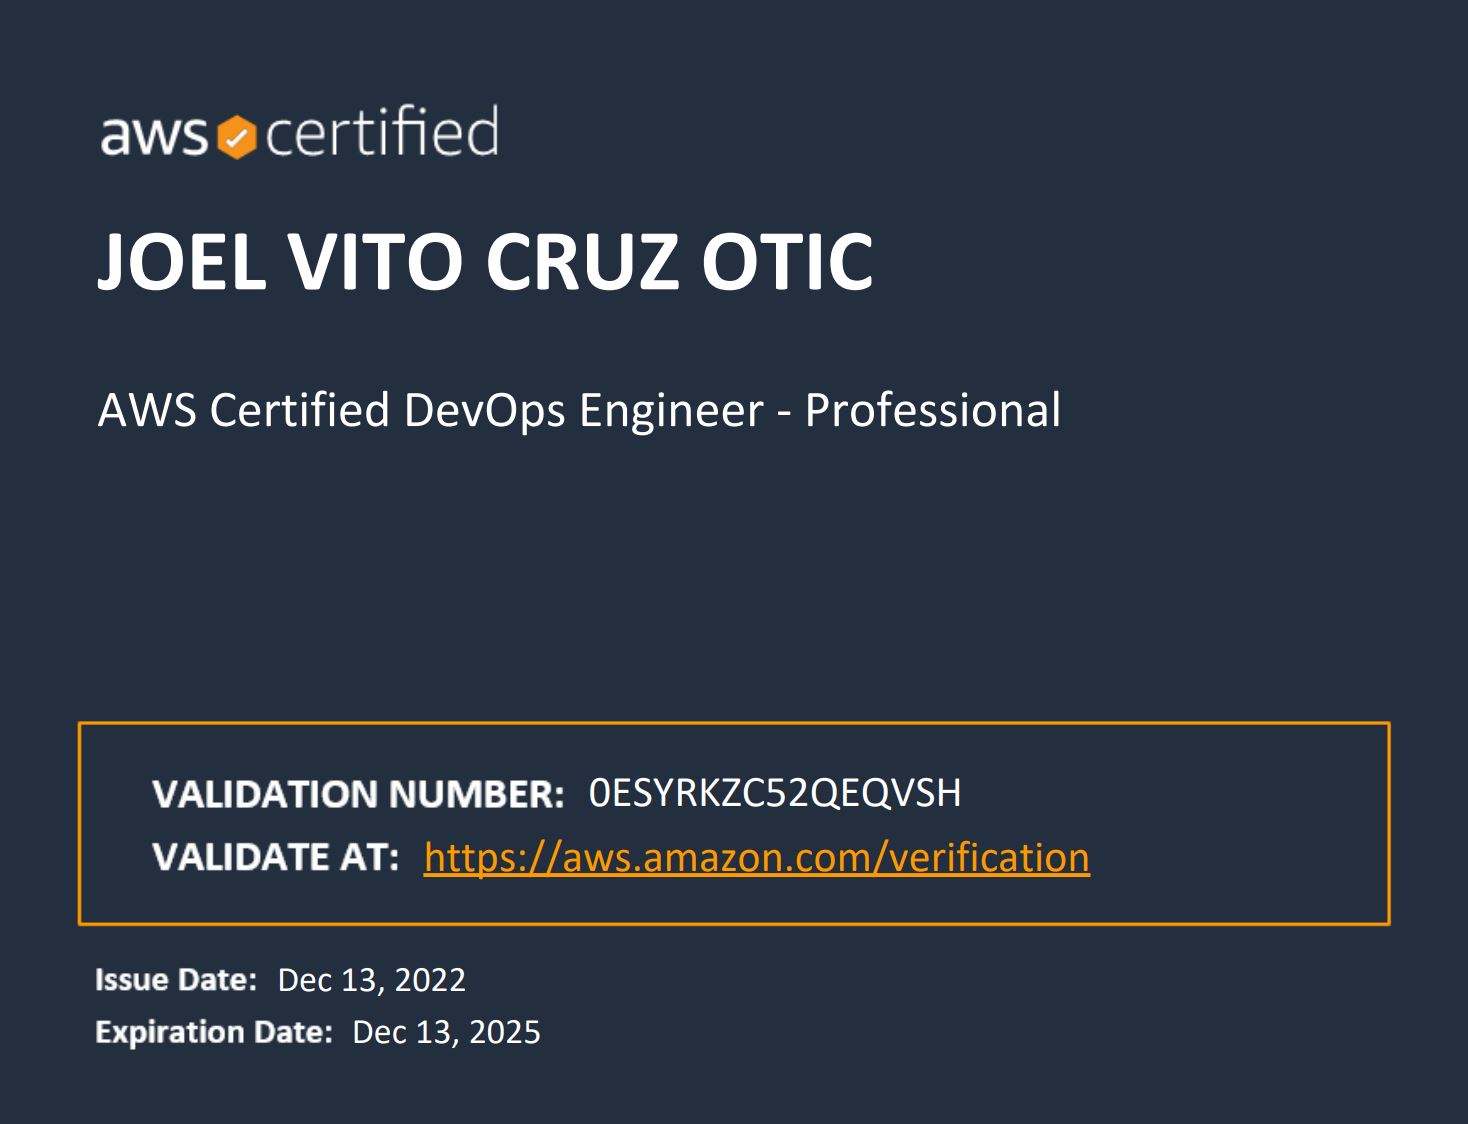 aws certified
JOEL VITO CRUZ OTIC
AWS Certified DevOps Engineer - Professional
VALIDATION NUMBER: 0ESYRKZC52QEQVSH
VALIDATE AT: https://aws.amazon.com/verification
Issue Date: Dec 13, 2022
Expiration Date: Dec 13, 2025